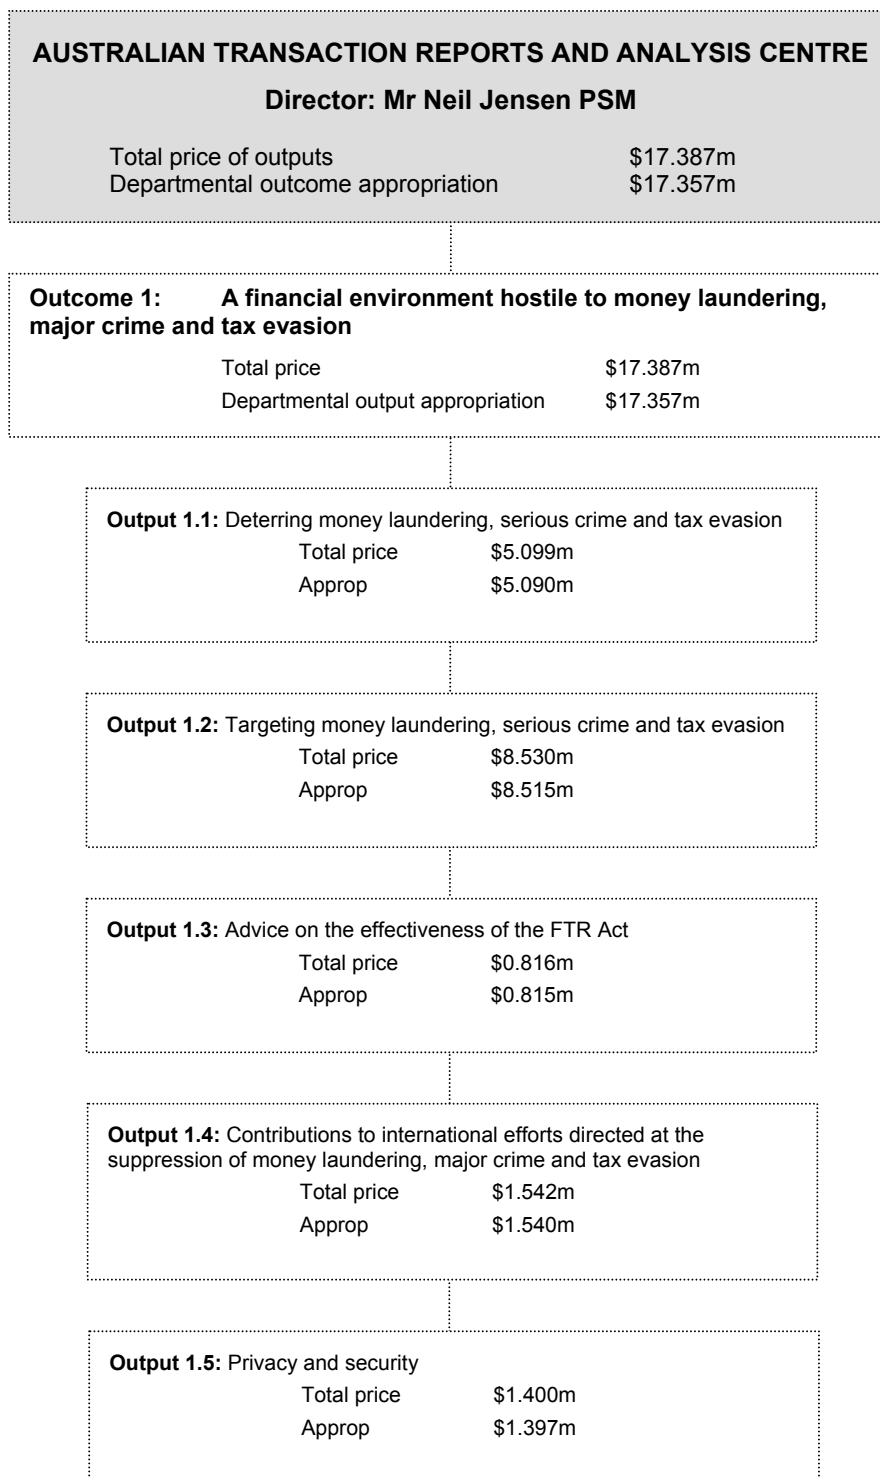 AUSTRALIAN TRANSACTION REPORTS AND ANALYSIS CENTRE
Director: Mr Neil Jensen PSM
Total price of outputs $17.387m
Departmental outcome appropriation $17.357m
Outcome 1: A financial environment hostile to money laundering,
major crime and tax evasion
Total price $17.387m
Departmental output appropriation $17.357m
Output 1.1: Deterring money laundering, serious crime and tax evasion
Total price $5.099m
Approp $5.090m
Output 1.2: Targeting money laundering, serious crime and tax evasion
Total price $8.530m
Approp $8.515m
Output 1.3: Advice on the effectiveness of the FTR Act
Total price $0.816m
Approp $0.815m
Output 1.4: Contributions to international efforts directed at the
suppression of money laundering, major crime and tax evasion
Total price $1.542m
Approp $1.540m
Output 1.5: Privacy and security
Total price $1.400m
Approp $1.397m